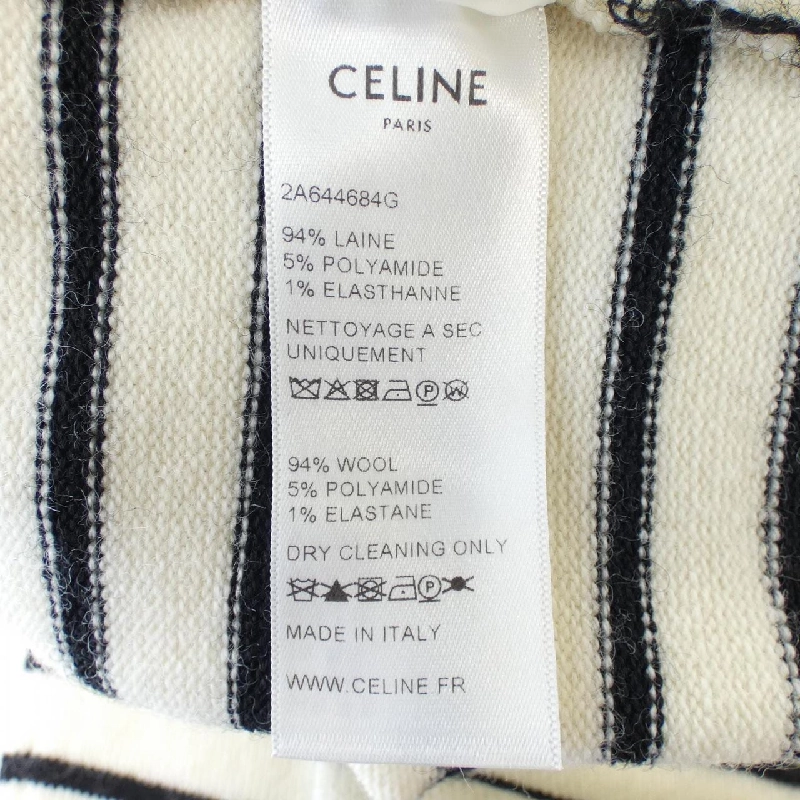 CELINE
PARIS
2A644684G
94% LAINE
5% POLYAMIDE
1% ELASTHANNE
NETTOYAGE A SEC
UNIQUEMENT
P W
94% WOOL
5% POLYAMIDE
1% ELASTANE
DRY CLEANING ONLY
P
MADE IN ITALY
WWW.CELINE.FR